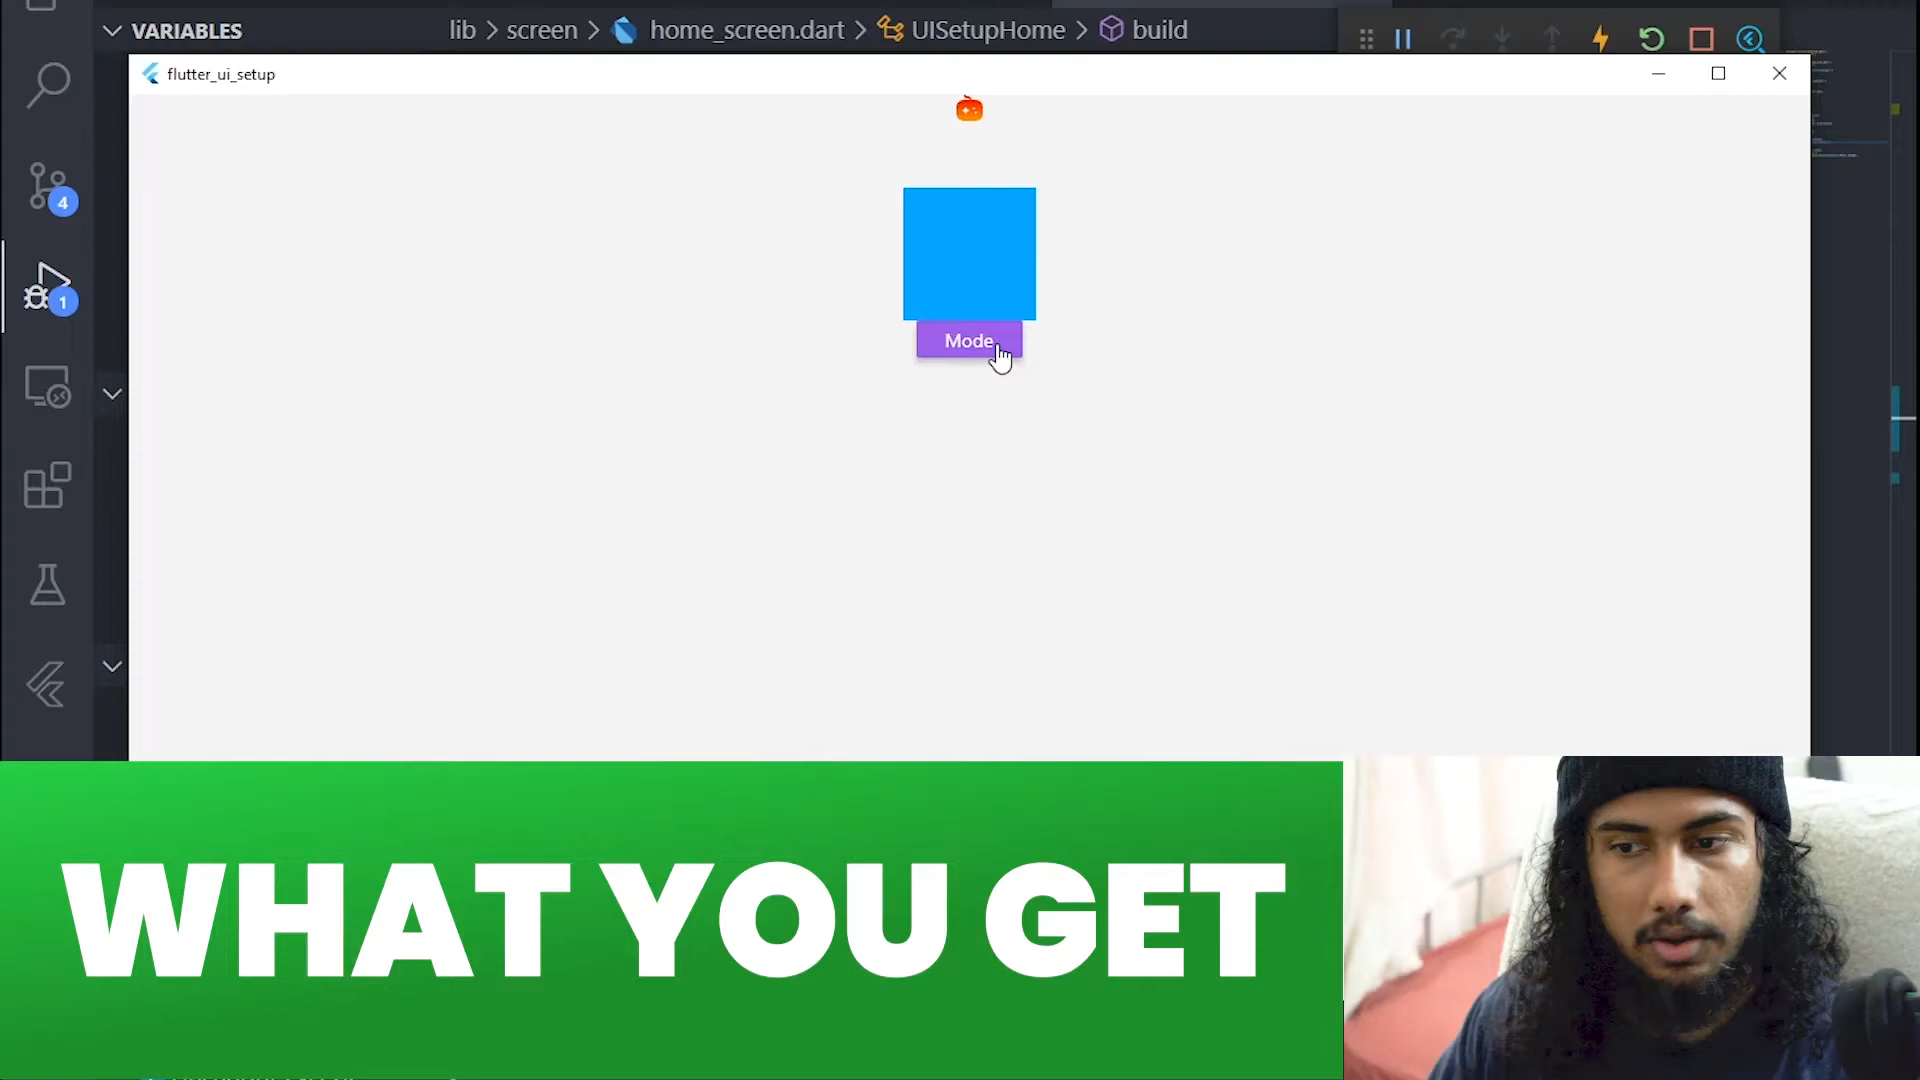 VARIABLES
lib > screen > home_screen.dart > UISetupHome > build
flutter_ui_setup
4
1
Mode
WHAT YOU GET